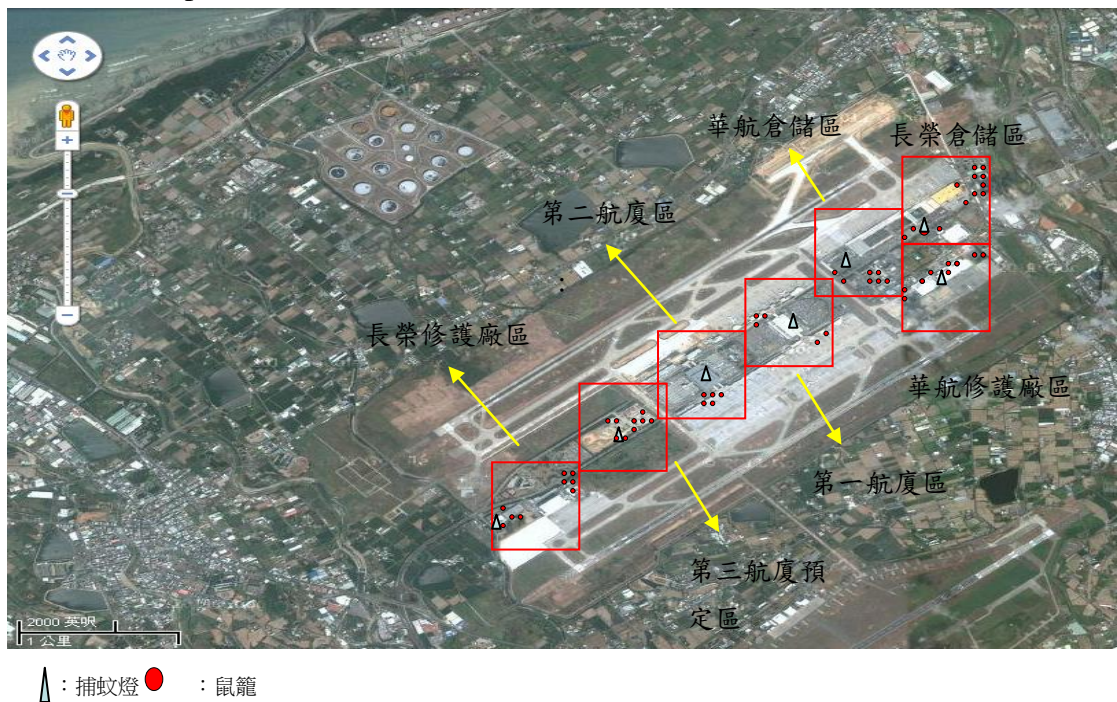 華航倉儲區
長榮倉儲區
第二航廈區
長榮修護廠區
華航修護廠區
第一航廈區
第三航廈預
定區
2000 英呎
1 公里
：捕蚊燈
：鼠籠